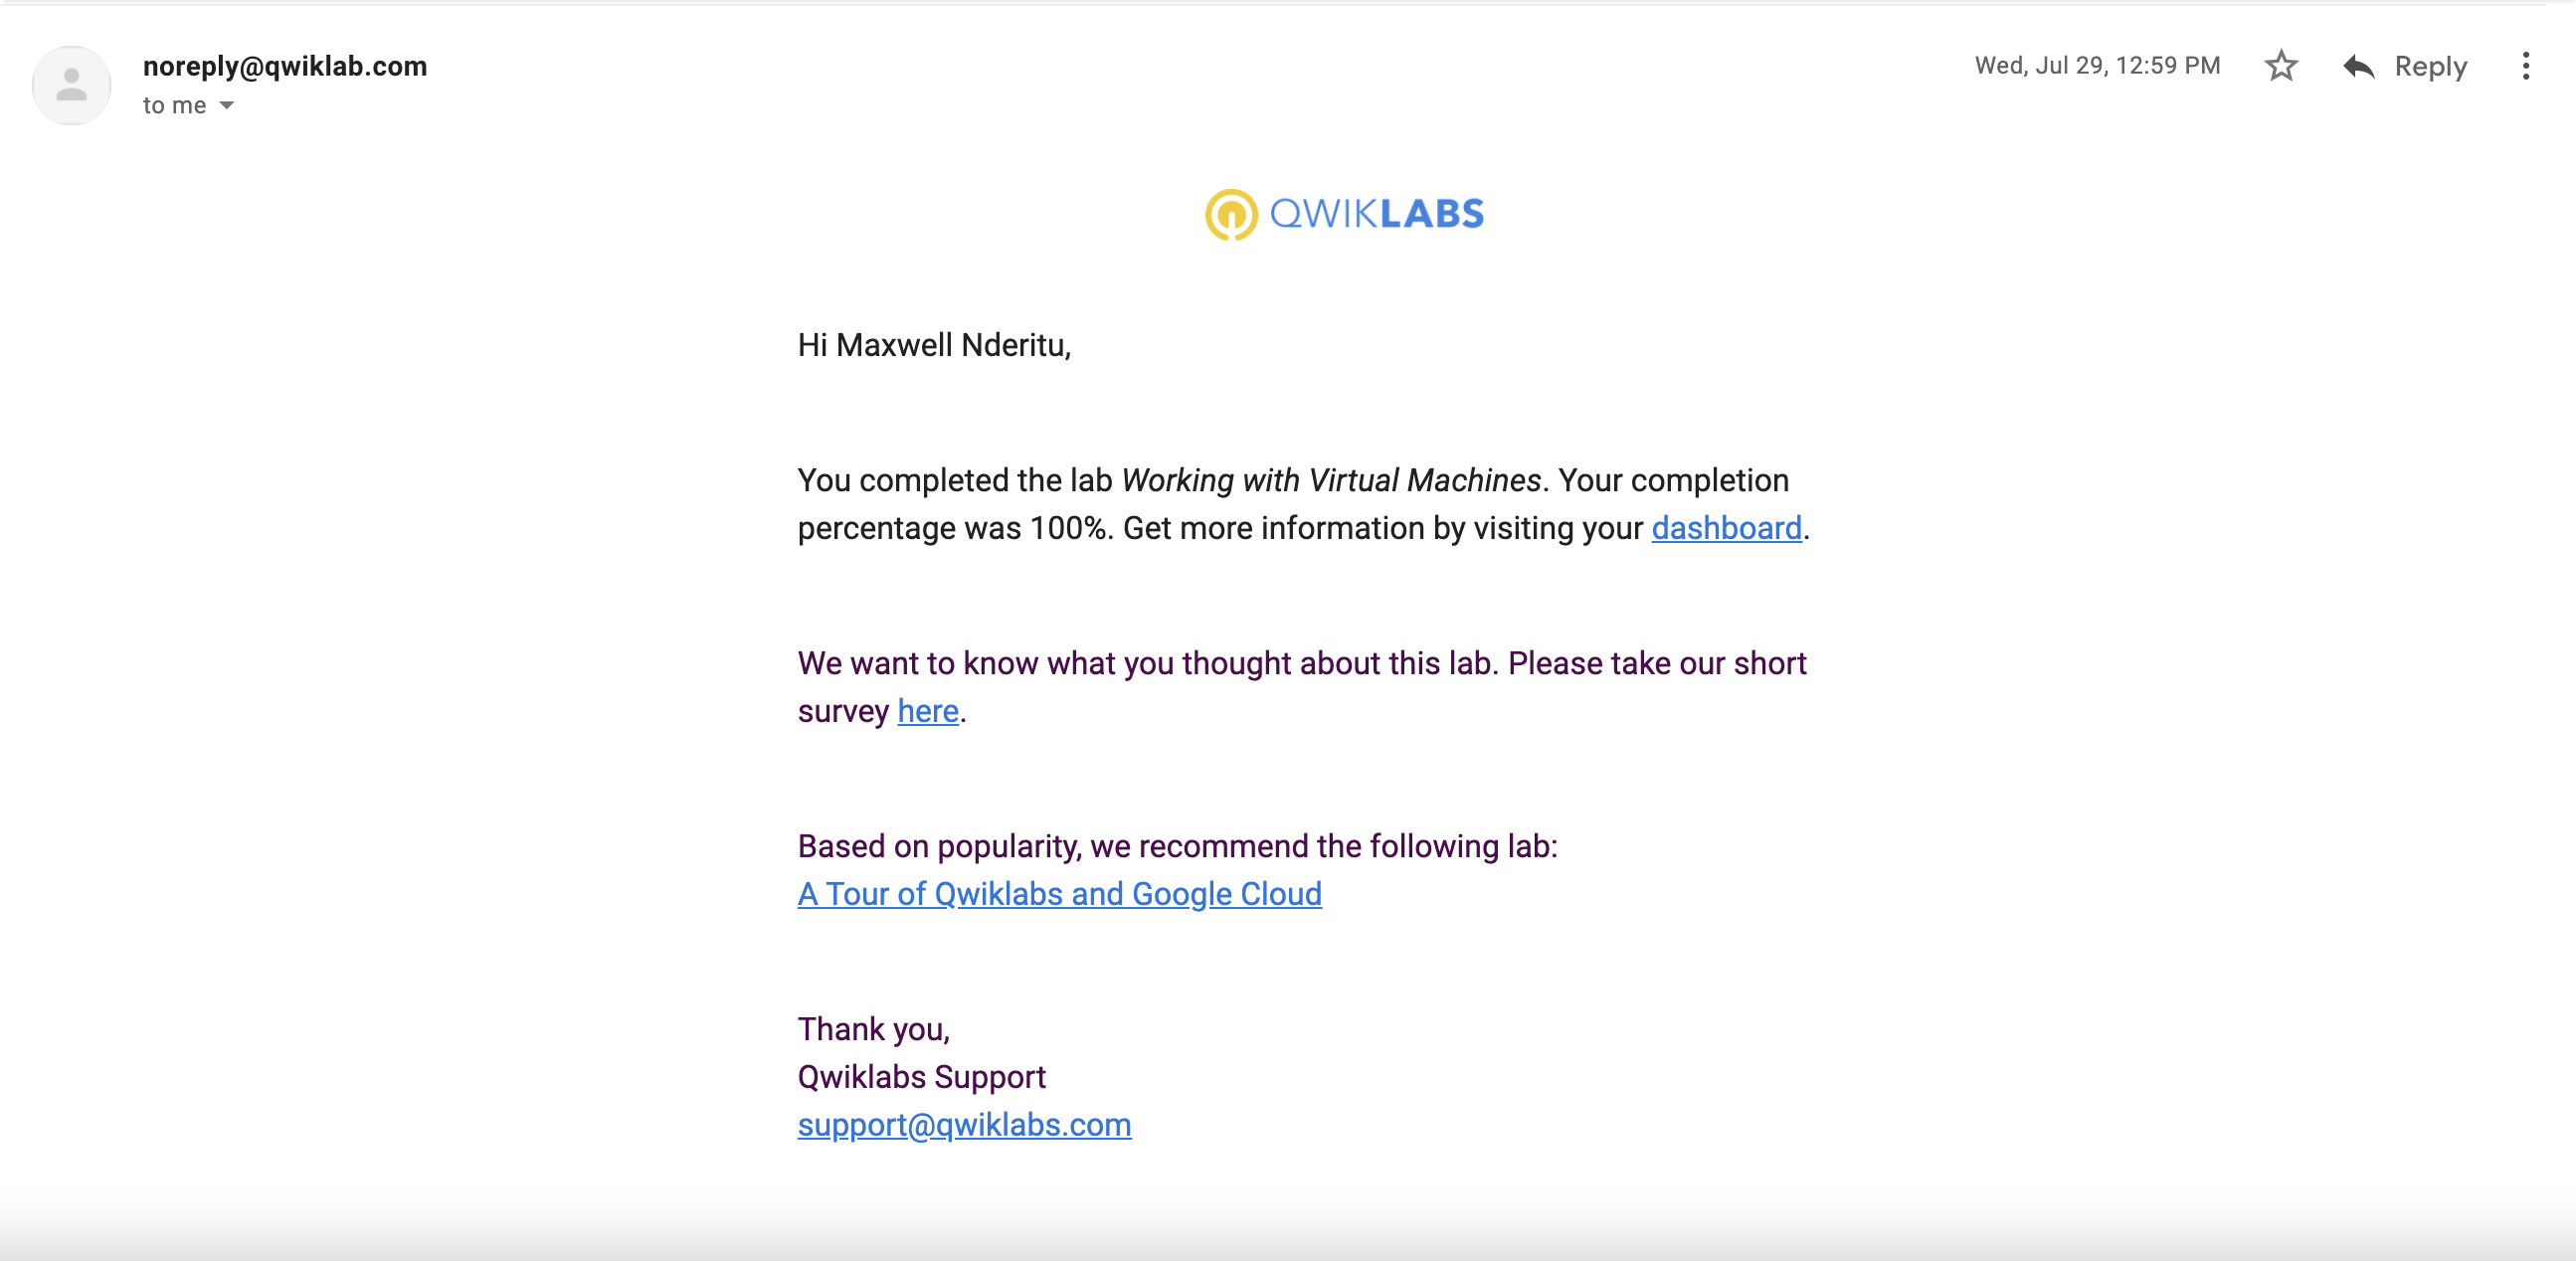 noreply@qwiklab.com
Wed, Jul 29, 12:59 PM
Reply
to me
QWIKLABS
Hi Maxwell Nderitu,
You completed the lab Working with Virtual Machines. Your completion
percentage was 100%. Get more information by visiting your dashboard.
We want to know what you thought about this lab. Please take our short
survey here.
Based on popularity, we recommend the following lab:
A Tour of Qwiklabs and Google Cloud
Thank you,
Qwiklabs Support
support@qwiklabs.com